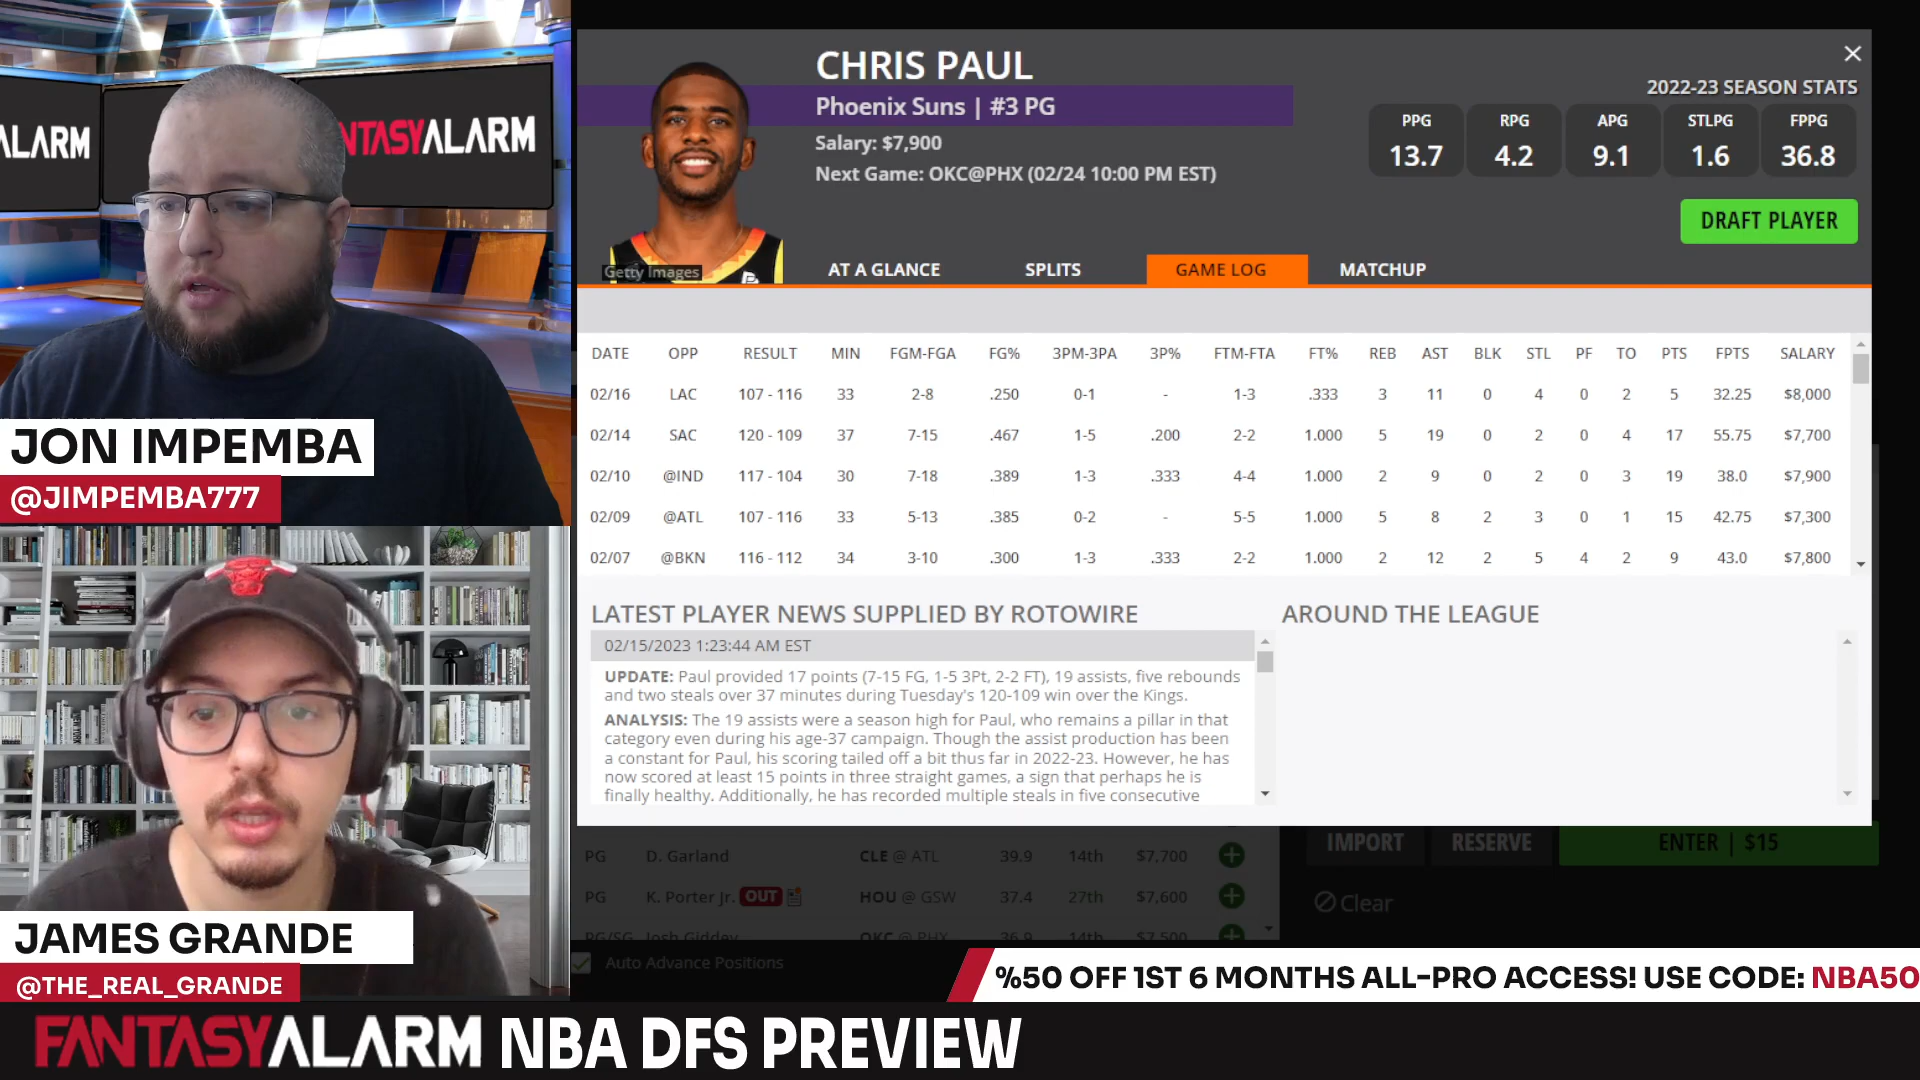 ALARM
FANTASYALARM
JON IMPEMBA
@JIMPEMBA777
JAMES GRANDE
@THE_REAL_GRANDE
CHRIS PAUL
Phoenix Suns | #3 PG
Salary: $7,900
Next Game: OKC@PHX (02/24 10:00 PM EST)
Getty Images
2022-23 SEASON STATS
PPG RPG APG STLPG FPPG
13.7 4.2 9.1 1.6 36.8
DRAFT PLAYER
AT A GLANCE SPLITS GAME LOG MATCHUP
DATE OPP RESULT MIN FGM-FGA FG% 3PM-3PA 3P% FTM-FTA FT% REB AST BLK STL PF TO PTS FPTS SALARY
02/16 LAC 107 - 116 33 2-8 .250 0-1 - 1-3 .333 3 11 0 4 0 2 5 32.25 $8,000
02/14 SAC 120 - 109 37 7-15 .467 1-5 .200 2-2 1.000 5 19 0 2 0 4 17 55.75 $7,700
02/10 @IND 117 - 104 30 7-18 .389 1-3 .333 4-4 1.000 2 9 0 2 0 3 19 38.0 $7,900
02/09 @ATL 107 - 116 33 5-13 .385 0-2 - 5-5 1.000 5 8 2 3 0 1 15 42.75 $7,300
02/07 @BKN 116 - 112 34 3-10 .300 1-3 .333 2-2 1.000 2 12 2 5 4 2 9 43.0 $7,800
LATEST PLAYER NEWS SUPPLIED BY ROTOWIRE
02/15/2023 1:23:44 AM EST
UPDATE: Paul provided 17 points (7-15 FG, 1-5 3Pt, 2-2 FT), 19 assists, five rebounds
and two steals over 37 minutes during Tuesday's 120-109 win over the Kings.
ANALYSIS: The 19 assists were a season high for Paul, who remains a pillar in that
category even during his age-37 campaign. Though the assist production has been
a constant for Paul, his scoring tailed off a bit thus far in 2022-23. However, he has
now scored at least 15 points in three straight games, a sign that perhaps he is
finally healthy. Additionally, he has recorded multiple steals in five consecutive
AROUND THE LEAGUE
PG D. Garland CLE @ ATL 39.9 14th $7,700
PG K. Porter Jr. OUT HOU @ GSW 37.4 27th $7,600
PG/SG Josh Giddey OKC @ PHX 36.9 14th $7,500
Auto Advance Positions
IMPORT RESERVE ENTER | $15
Clear
%50 OFF 1ST 6 MONTHS ALL-PRO ACCESS! USE CODE: NBA50
FANTASYALARM NBA DFS PREVIEW